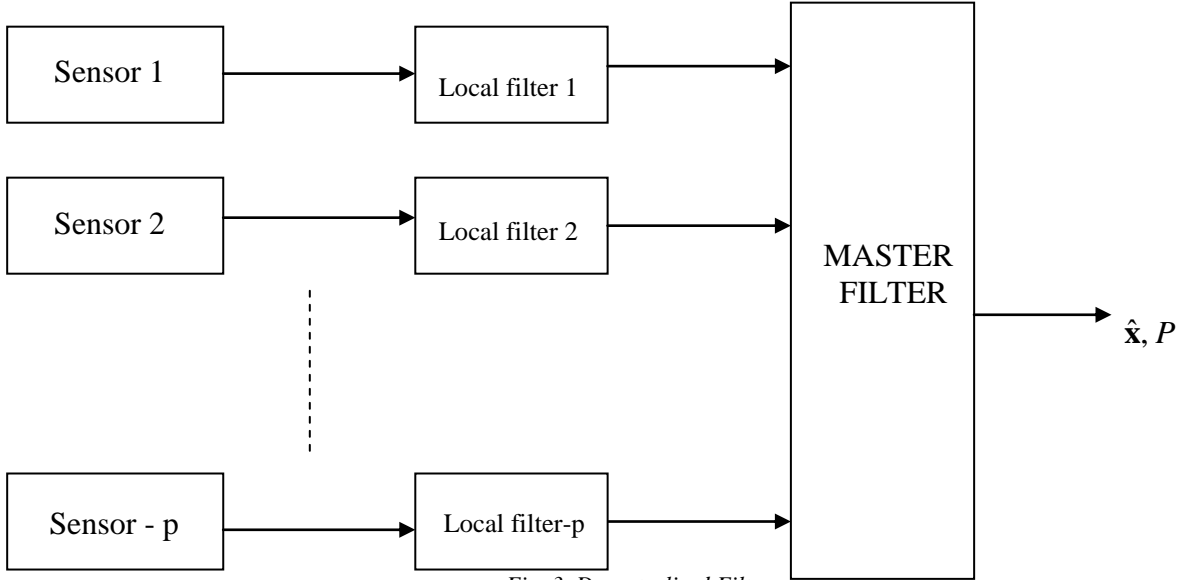 Sensor 1
Local filter 1
Sensor 2
Local filter 2
MASTER
FILTER
x̂, P
Sensor - p
Local filter-p